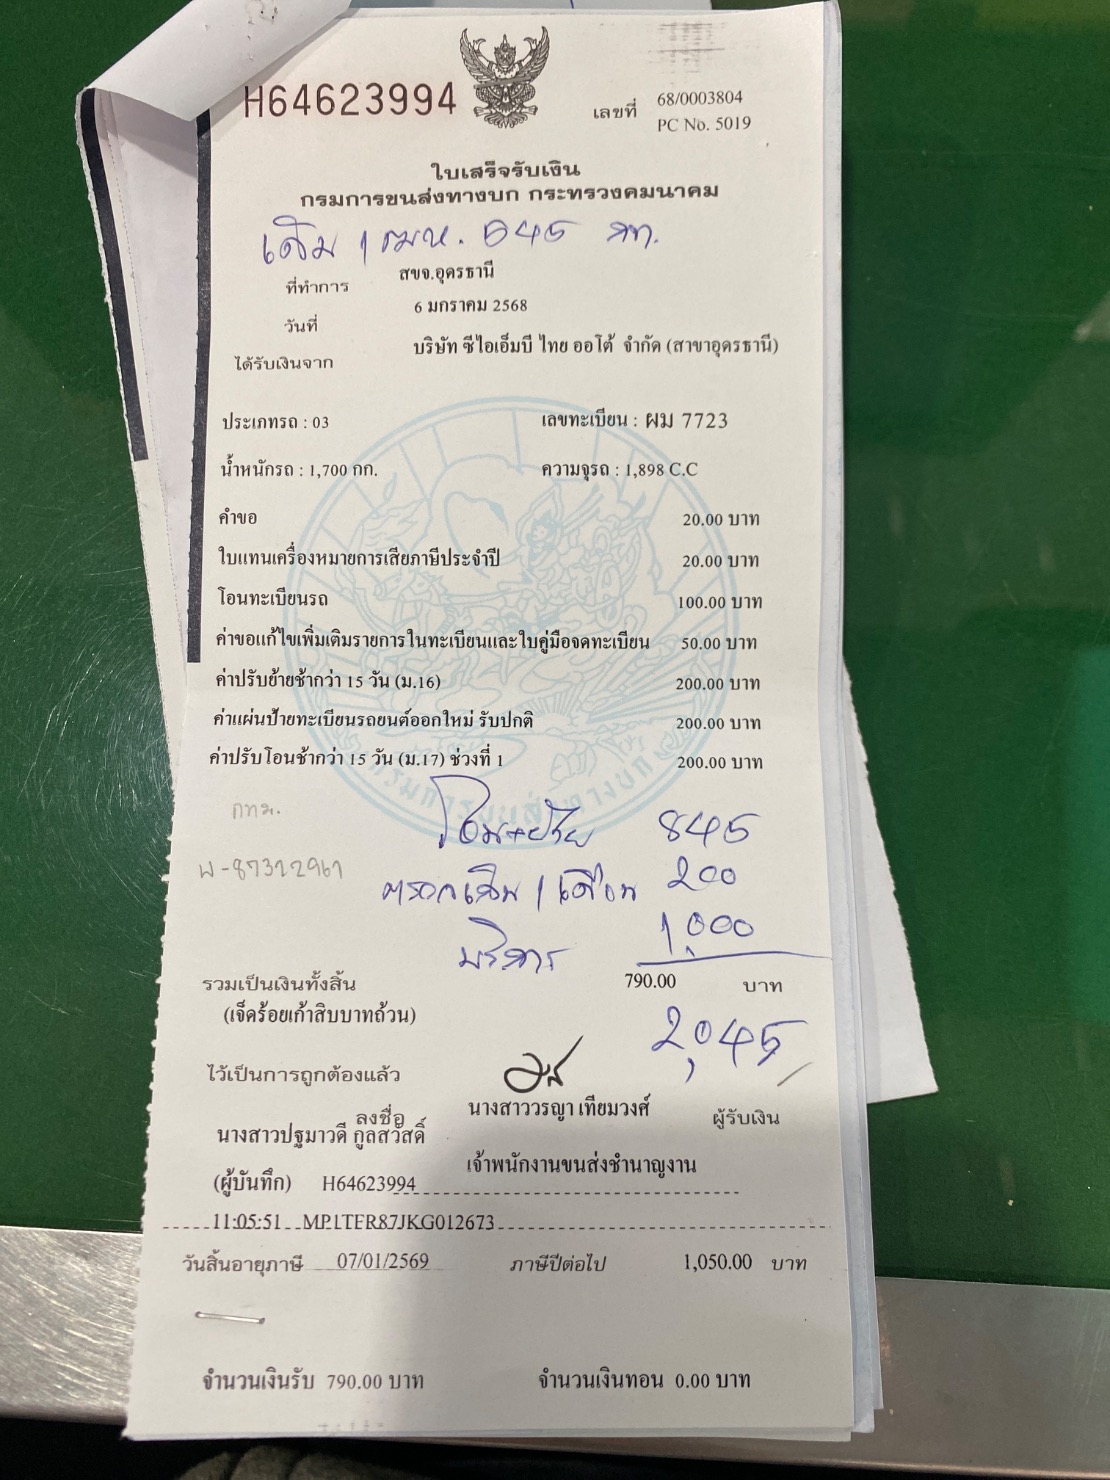 H64623994
เลขที่ 68/0003804
PC No. 5019
ใบเสร็จรับเงิน
กรมการขนส่งทางบก กระทรวงคมนาคม
เดิม 1 ฒห. 545 กท.
ที่ทำการ สขจ.อุดรธานี
วันที่ 6 มกราคม 2568
ได้รับเงินจาก บริษัท ซีไอเอ็มบี ไทย ออโต้ จำกัด (สาขาอุดรธานี)
ประเภทรถ : 03 เลขทะเบียน : ผม 7723
น้ำหนักรถ : 1,700 กก. ความจุรถ : 1,898 C.C
คำขอ 20.00 บาท
ใบแทนเครื่องหมายการเสียภาษีประจำปี 20.00 บาท
โอนทะเบียนรถ 100.00 บาท
ค่าขอแก้ไขเพิ่มเติมรายการในทะเบียนและใบคู่มือจดทะเบียน 50.00 บาท
ค่าปรับย้ายช้ากว่า 15 วัน (ม.16) 200.00 บาท
ค่าแผ่นป้ายทะเบียนรถยนต์ออกใหม่ รับปกติ 200.00 บาท
ค่าปรับโอนช้ากว่า 15 วัน (ม.17) ช่วงที่ 1 200.00 บาท
กรมการขนส่งทางบก
กทม.
โอน+ย้าย 845
พ-87322961
1 เดือน 200
บริการ 1,000
รวมเป็นเงินทั้งสิ้น 790.00 บาท
(เจ็ดร้อยเก้าสิบบาทถ้วน)
2,045
ไว้เป็นการถูกต้องแล้ว
ลงชื่อ นางสาววรญา เทียมวงศ์ ผู้รับเงิน
นางสาวปฐมาวดี กูลสวัสดิ์
เจ้าพนักงานขนส่งชำนาญงาน
(ผู้บันทึก) H64623994
11:05:51 MP1TFR87JKG012673
วันสิ้นอายุภาษี 07/01/2569 ภาษีปีต่อไป 1,050.00 บาท
จำนวนเงินรับ 790.00 บาท จำนวนเงินทอน 0.00 บาท